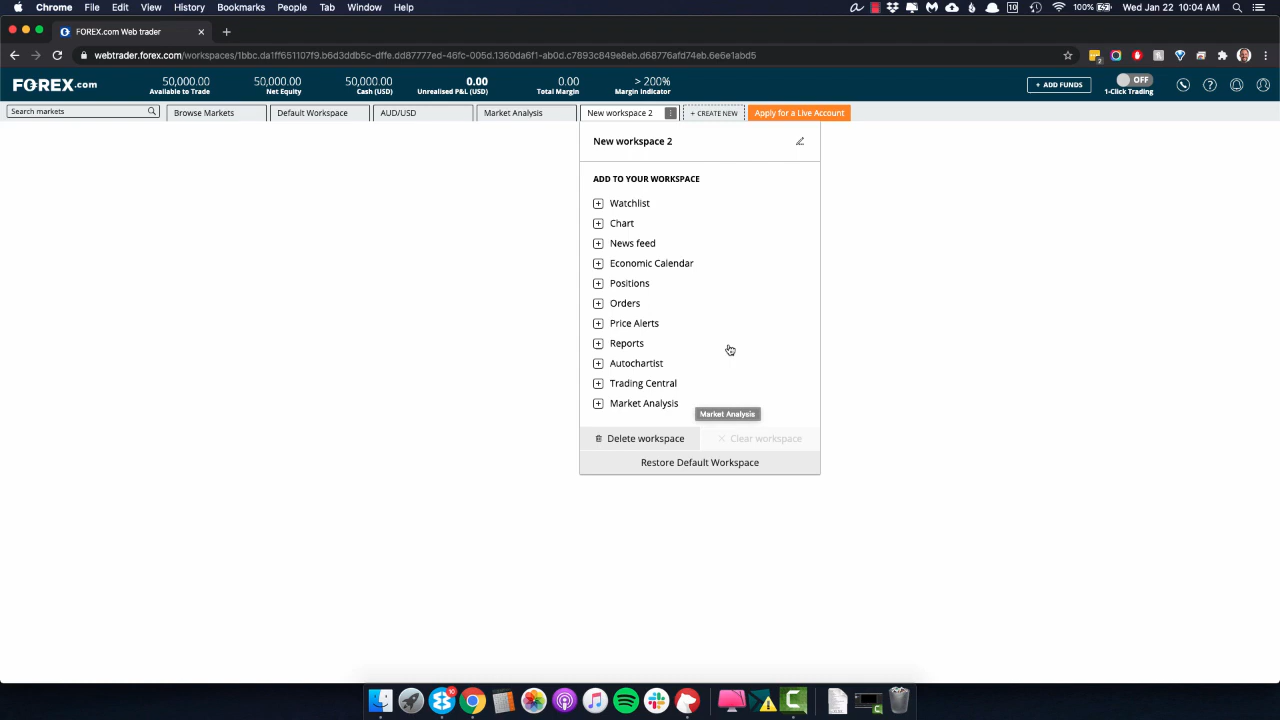 Chrome File Edit View History Bookmarks People Tab Window Help 10 100% Wed Jan 22 10:04 AM
FOREX.com Web trader
webtrader.forex.com/workspaces/1bbc.da1ff651107f9.b6d3ddb5c-dffe.dd87777ed-46fc-005d.1360da6f1-ab0d.c7893c849e8eb.d68776afd74eb.6e6e1abd5
FOREX.com
50,000.00 50,000.00 50,000.00 0.00 0.00 > 200%
Available to Trade Net Equity Cash (USD) Unrealised P&L (USD) Total Margin Margin Indicator
+ ADD FUNDS
OFF
1-Click Trading
Search markets Browse Markets Default Workspace AUD/USD Market Analysis New workspace 2 + CREATE NEW Apply for a Live Account
New workspace 2
ADD TO YOUR WORKSPACE
Watchlist
Chart
News feed
Economic Calendar
Positions
Orders
Price Alerts
Reports
Autochartist
Trading Central
Market Analysis
Market Analysis
Delete workspace Clear workspace
Restore Default Workspace